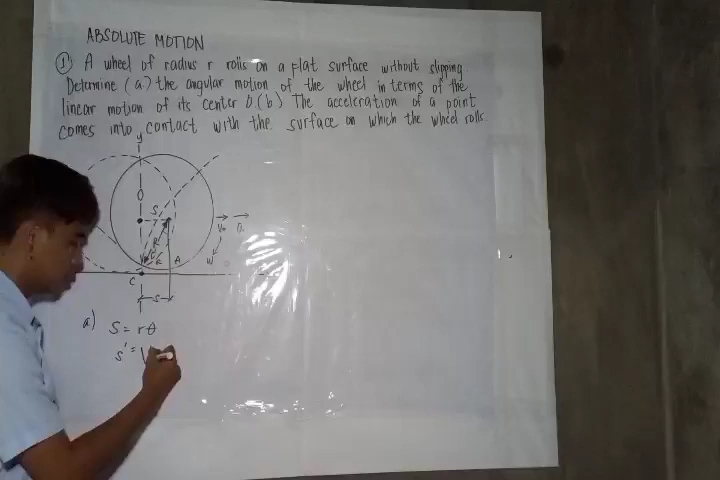 ABSOLUTE MOTION
① A wheel of radius r rolls on a flat surface without slipping
Determine (a) the angular motion of the wheel in terms of the
linear motion of its center O. (b) The acceleration of a point
comes into contact with the surface on which the wheel rolls.
y
O
S
A
C
S
a) S = rθ
s' =